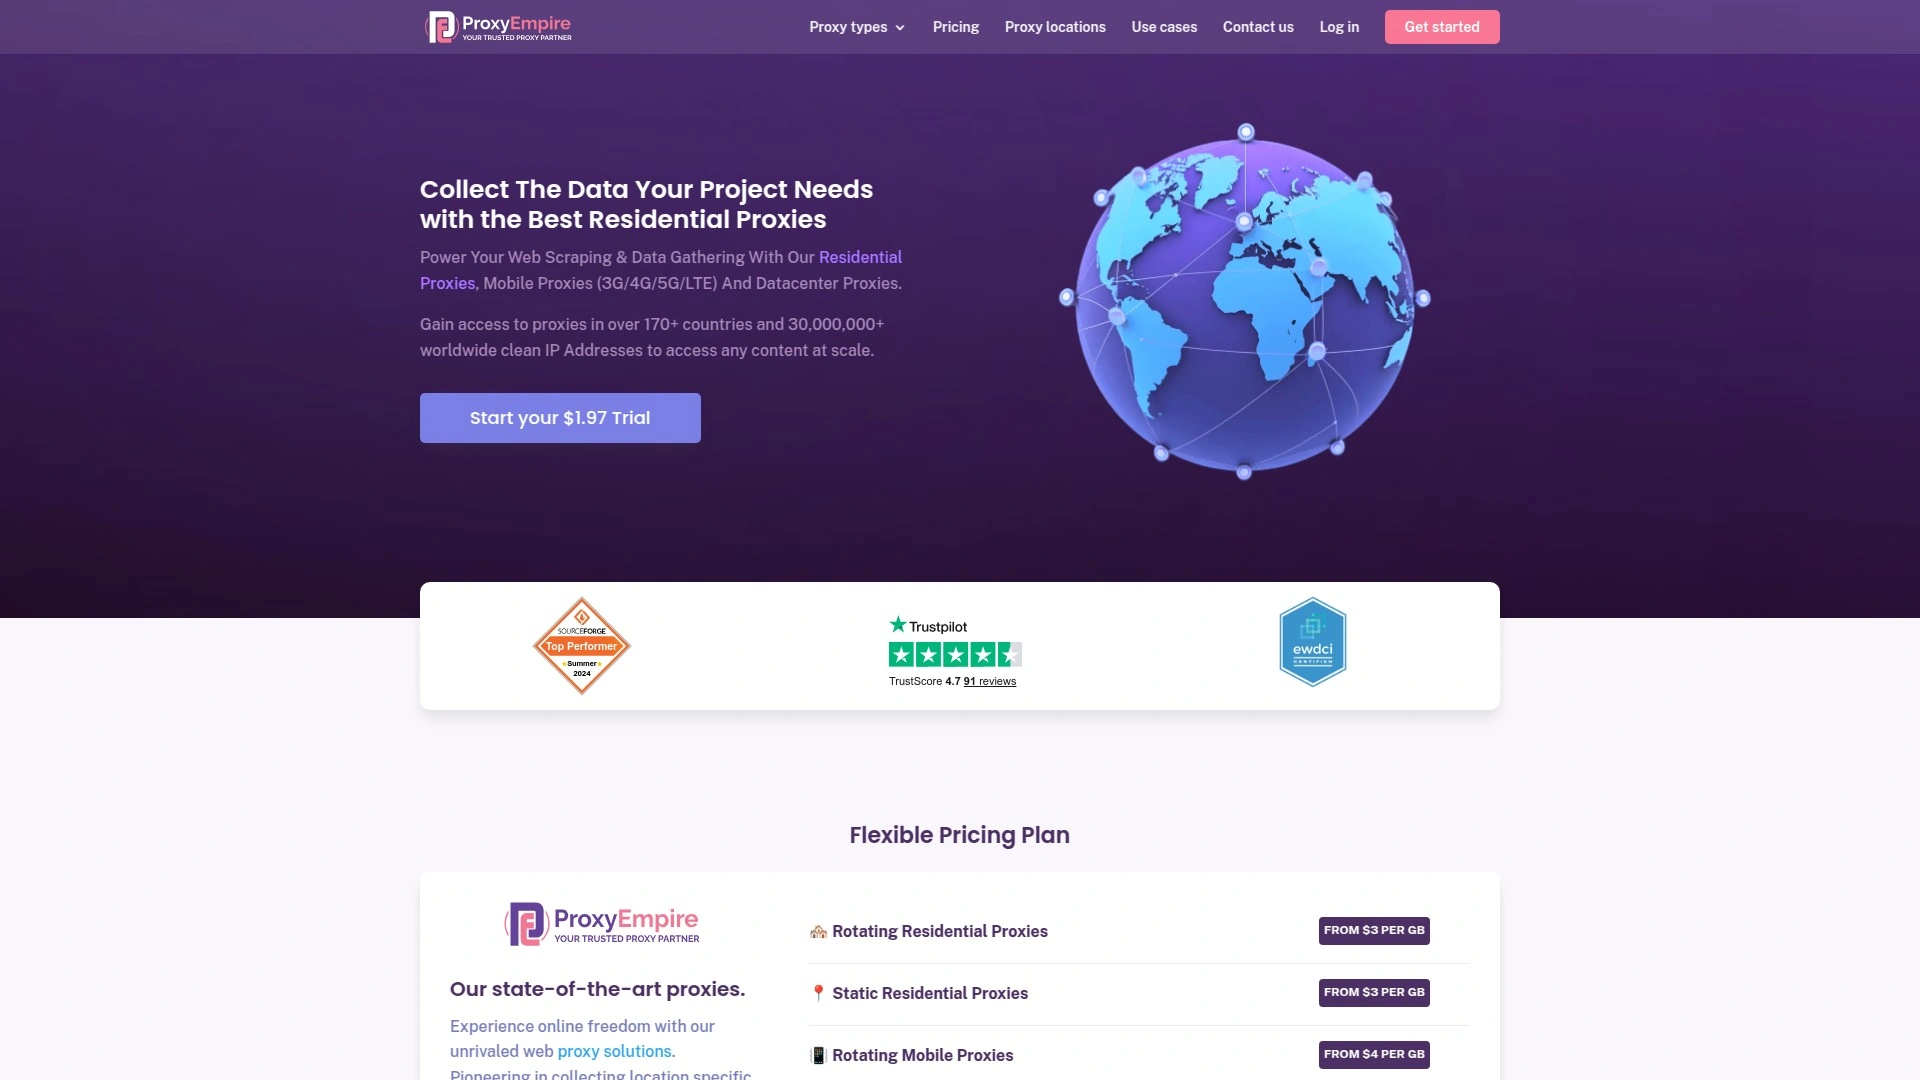 ProxyEmpire
YOUR TRUSTED PROXY PARTNER
Proxy types
Pricing
Proxy locations
Use cases
Contact us
Log in
Get started
Collect The Data Your Project Needs
with the Best Residential Proxies
Power Your Web Scraping & Data Gathering With Our Residential
Proxies, Mobile Proxies (3G/4G/5G/LTE) And Datacenter Proxies.
Gain access to proxies in over 170+ countries and 30,000,000+
worldwide clean IP Addresses to access any content at scale.
Start your $1.97 Trial
SOURCEFORGE
Top Performer
Summer
2024
Trustpilot
TrustScore 4.7 91 reviews
ewdci
CERTIFIED
Flexible Pricing Plan
ProxyEmpire
YOUR TRUSTED PROXY PARTNER
Our state-of-the-art proxies.
Experience online freedom with our
unrivaled web proxy solutions.
Pioneering in collecting location specific
Rotating Residential Proxies
FROM $3 PER GB
Static Residential Proxies
FROM $3 PER GB
Rotating Mobile Proxies
FROM $4 PER GB